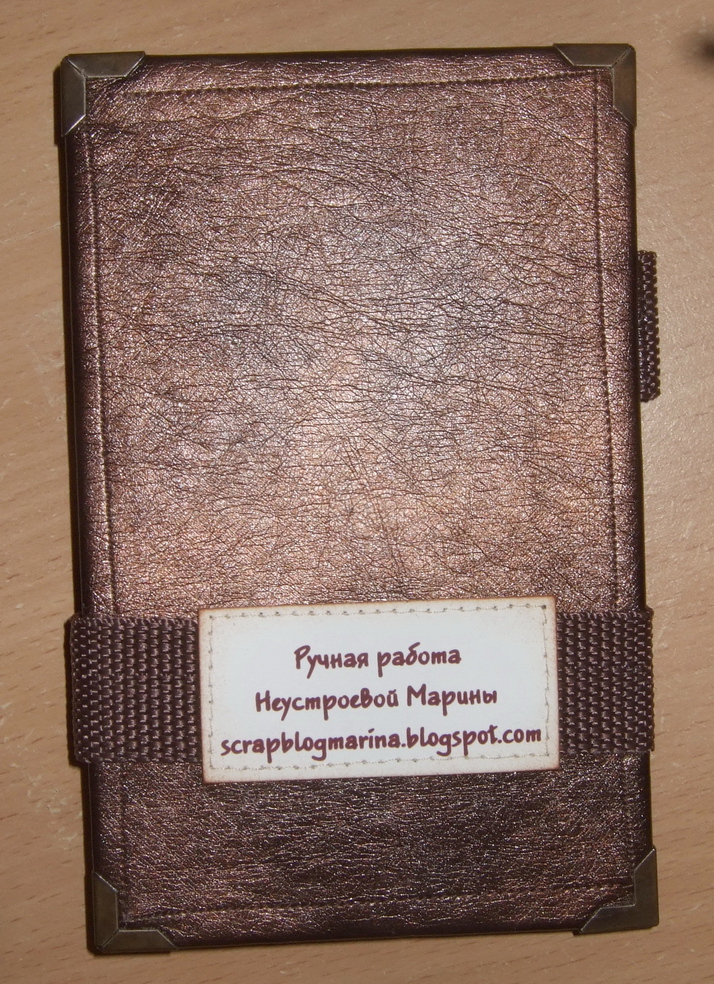 Ручная работа
Неустроевой Марины
scrapblogmarina.blogspot.com